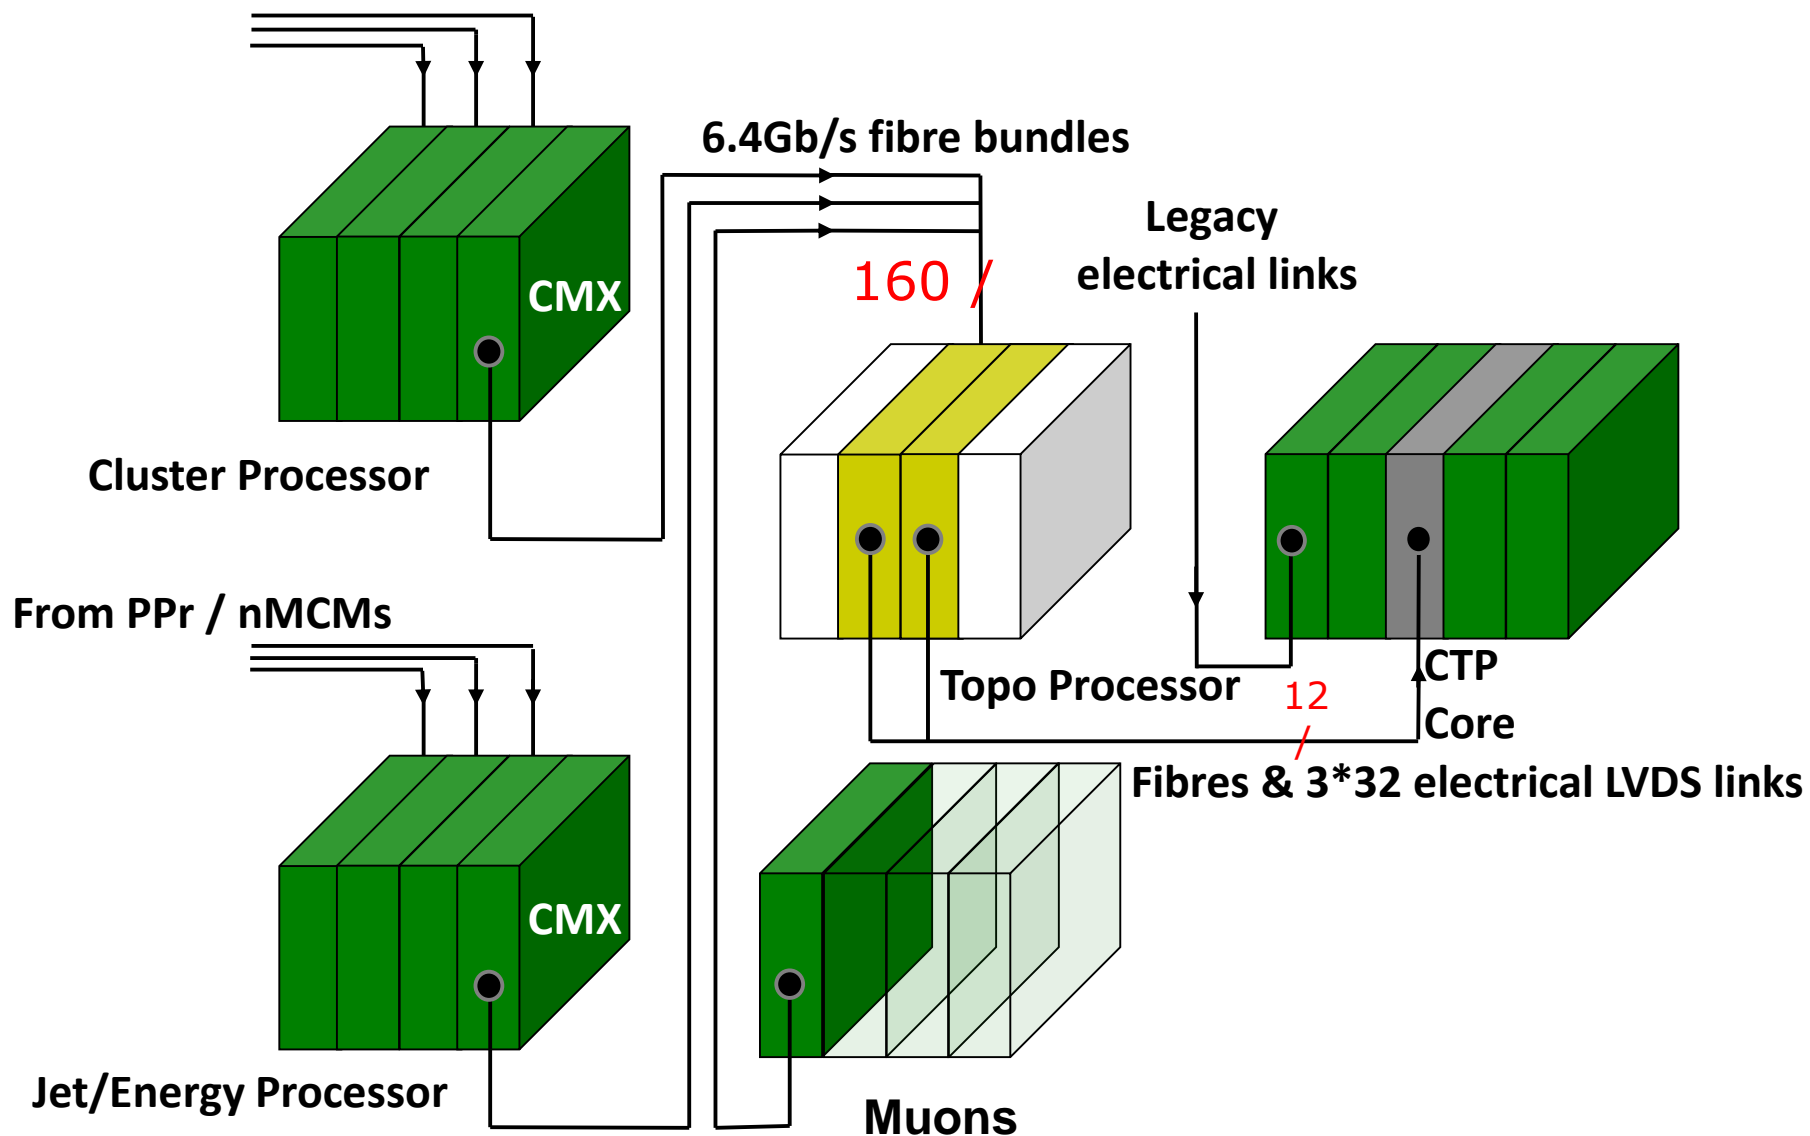 6.4Gb/s fibre bundles
Legacy
electrical links
160 /
CMX
Cluster Processor
From PPr / nMCMs
Topo Processor
12
/
CTP
Core
Fibres & 3*32 electrical LVDS links
CMX
Jet/Energy Processor
Muons